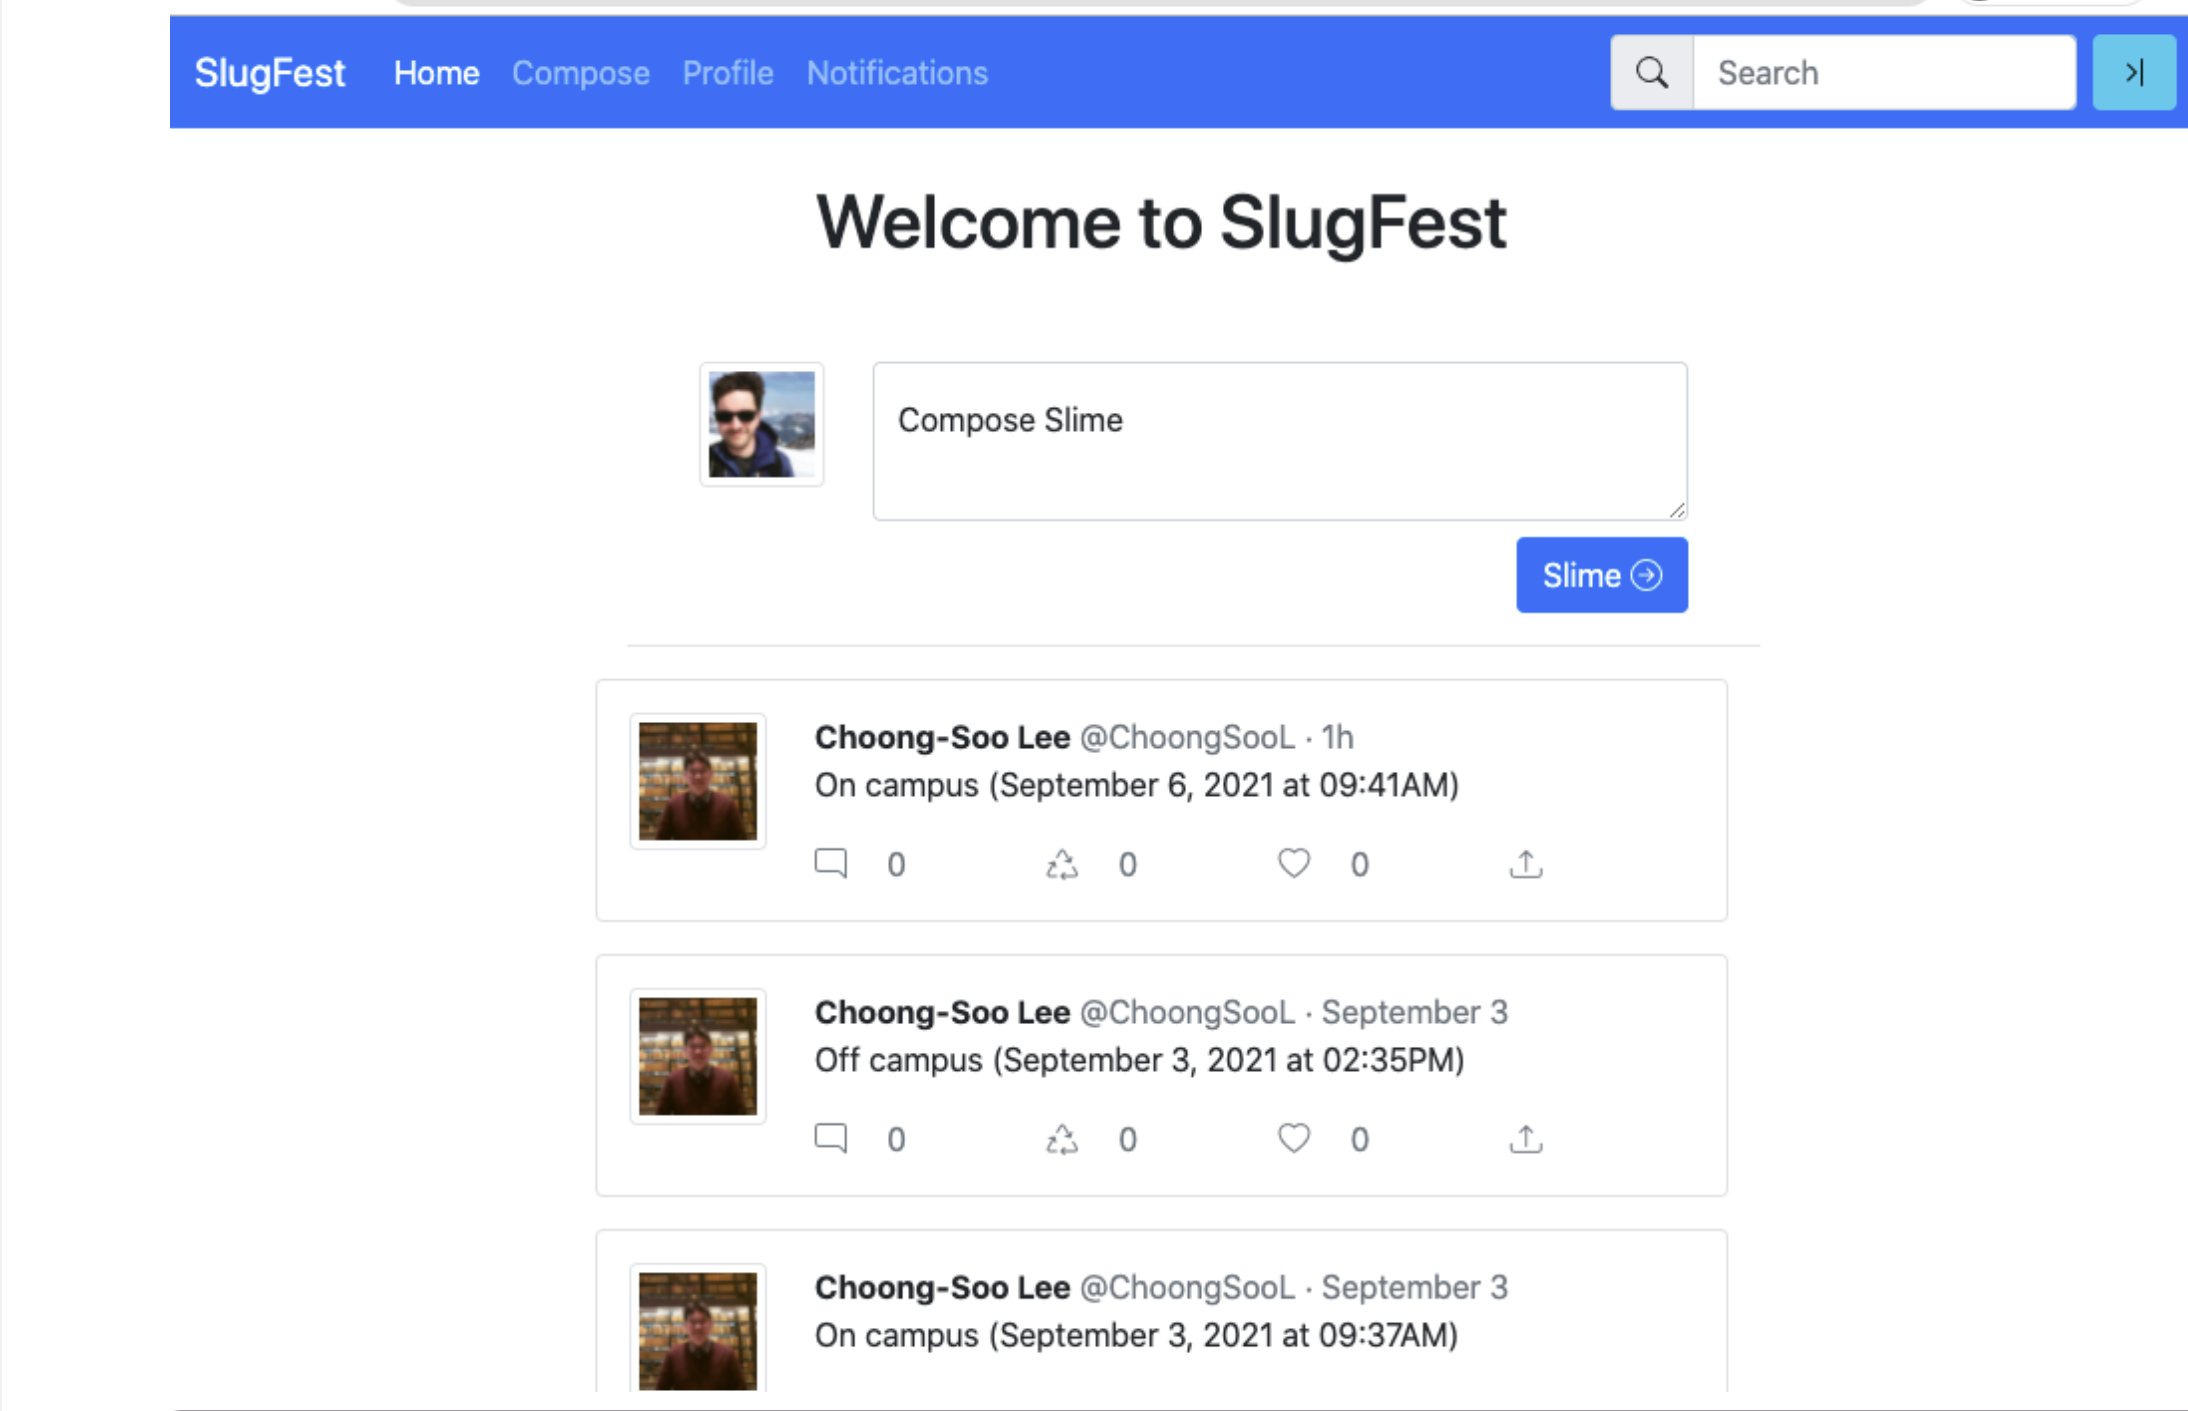 SlugFest Home Compose Profile Notifications Search
Welcome to SlugFest
Compose Slime
Slime
Choong-Soo Lee @ChoongSooL · 1h
On campus (September 6, 2021 at 09:41AM)
0 0 0
Choong-Soo Lee @ChoongSooL · September 3
Off campus (September 3, 2021 at 02:35PM)
0 0 0
Choong-Soo Lee @ChoongSooL · September 3
On campus (September 3, 2021 at 09:37AM)